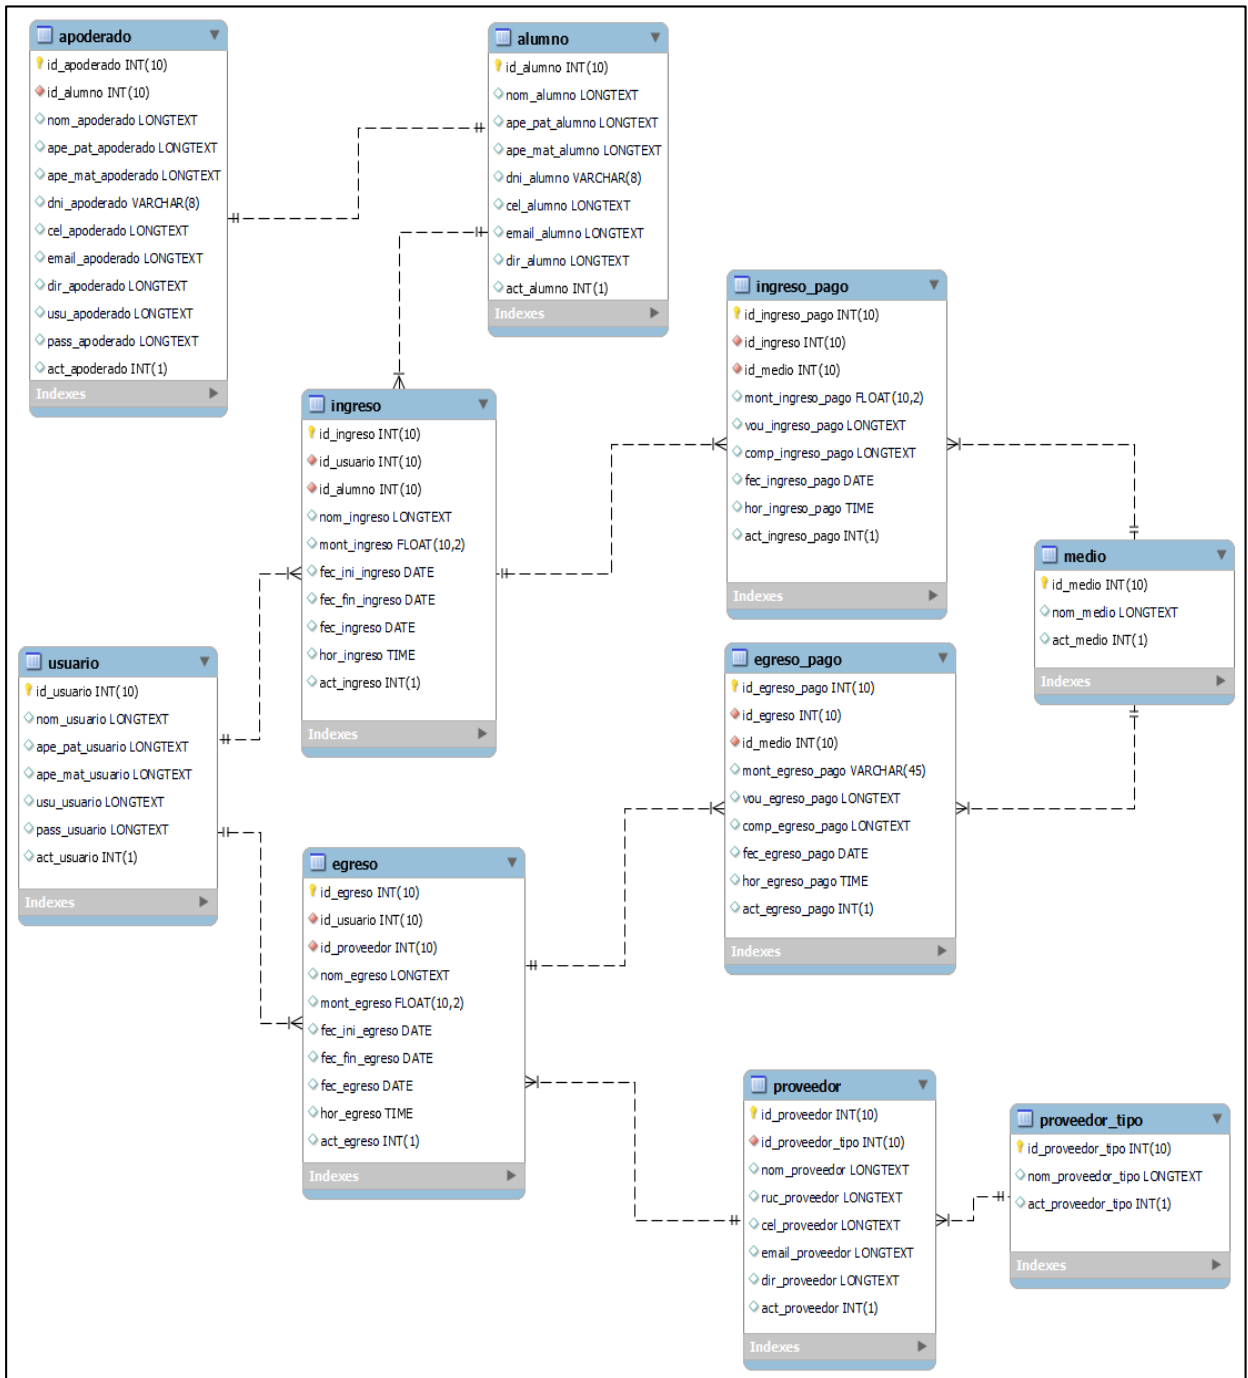 apoderado
id_apoderado INT(10)
id_alumno INT(10)
nom_apoderado LONGTEXT
ape_pat_apoderado LONGTEXT
ape_mat_apoderado LONGTEXT
dni_apoderado VARCHAR(8)
cel_apoderado LONGTEXT
email_apoderado LONGTEXT
dir_apoderado LONGTEXT
usu_apoderado LONGTEXT
pass_apoderado LONGTEXT
act_apoderado INT(1)
Indexes
alumno
id_alumno INT(10)
nom_alumno LONGTEXT
ape_pat_alumno LONGTEXT
ape_mat_alumno LONGTEXT
dni_alumno VARCHAR(8)
cel_alumno LONGTEXT
email_alumno LONGTEXT
dir_alumno LONGTEXT
act_alumno INT(1)
Indexes
ingreso_pago
id_ingreso_pago INT(10)
id_ingreso INT(10)
id_medio INT(10)
mont_ingreso_pago FLOAT(10,2)
vou_ingreso_pago LONGTEXT
comp_ingreso_pago LONGTEXT
fec_ingreso_pago DATE
hor_ingreso_pago TIME
act_ingreso_pago INT(1)
Indexes
ingreso
id_ingreso INT(10)
id_usuario INT(10)
id_alumno INT(10)
nom_ingreso LONGTEXT
mont_ingreso FLOAT(10,2)
fec_ini_ingreso DATE
fec_fin_ingreso DATE
fec_ingreso DATE
hor_ingreso TIME
act_ingreso INT(1)
Indexes
medio
id_medio INT(10)
nom_medio LONGTEXT
act_medio INT(1)
Indexes
usuario
id_usuario INT(10)
nom_usuario LONGTEXT
ape_pat_usuario LONGTEXT
ape_mat_usuario LONGTEXT
usu_usuario LONGTEXT
pass_usuario LONGTEXT
act_usuario INT(1)
Indexes
egreso_pago
id_egreso_pago INT(10)
id_egreso INT(10)
id_medio INT(10)
mont_egreso_pago VARCHAR(45)
vou_egreso_pago LONGTEXT
comp_egreso_pago LONGTEXT
fec_egreso_pago DATE
hor_egreso_pago TIME
act_egreso_pago INT(1)
Indexes
egreso
id_egreso INT(10)
id_usuario INT(10)
id_proveedor INT(10)
nom_egreso LONGTEXT
mont_egreso FLOAT(10,2)
fec_ini_egreso DATE
fec_fin_egreso DATE
fec_egreso DATE
hor_egreso TIME
act_egreso INT(1)
Indexes
proveedor
id_proveedor INT(10)
id_proveedor_tipo INT(10)
nom_proveedor LONGTEXT
ruc_proveedor LONGTEXT
cel_proveedor LONGTEXT
email_proveedor LONGTEXT
dir_proveedor LONGTEXT
act_proveedor INT(1)
Indexes
proveedor_tipo
id_proveedor_tipo INT(10)
nom_proveedor_tipo LONGTEXT
act_proveedor_tipo INT(1)
Indexes